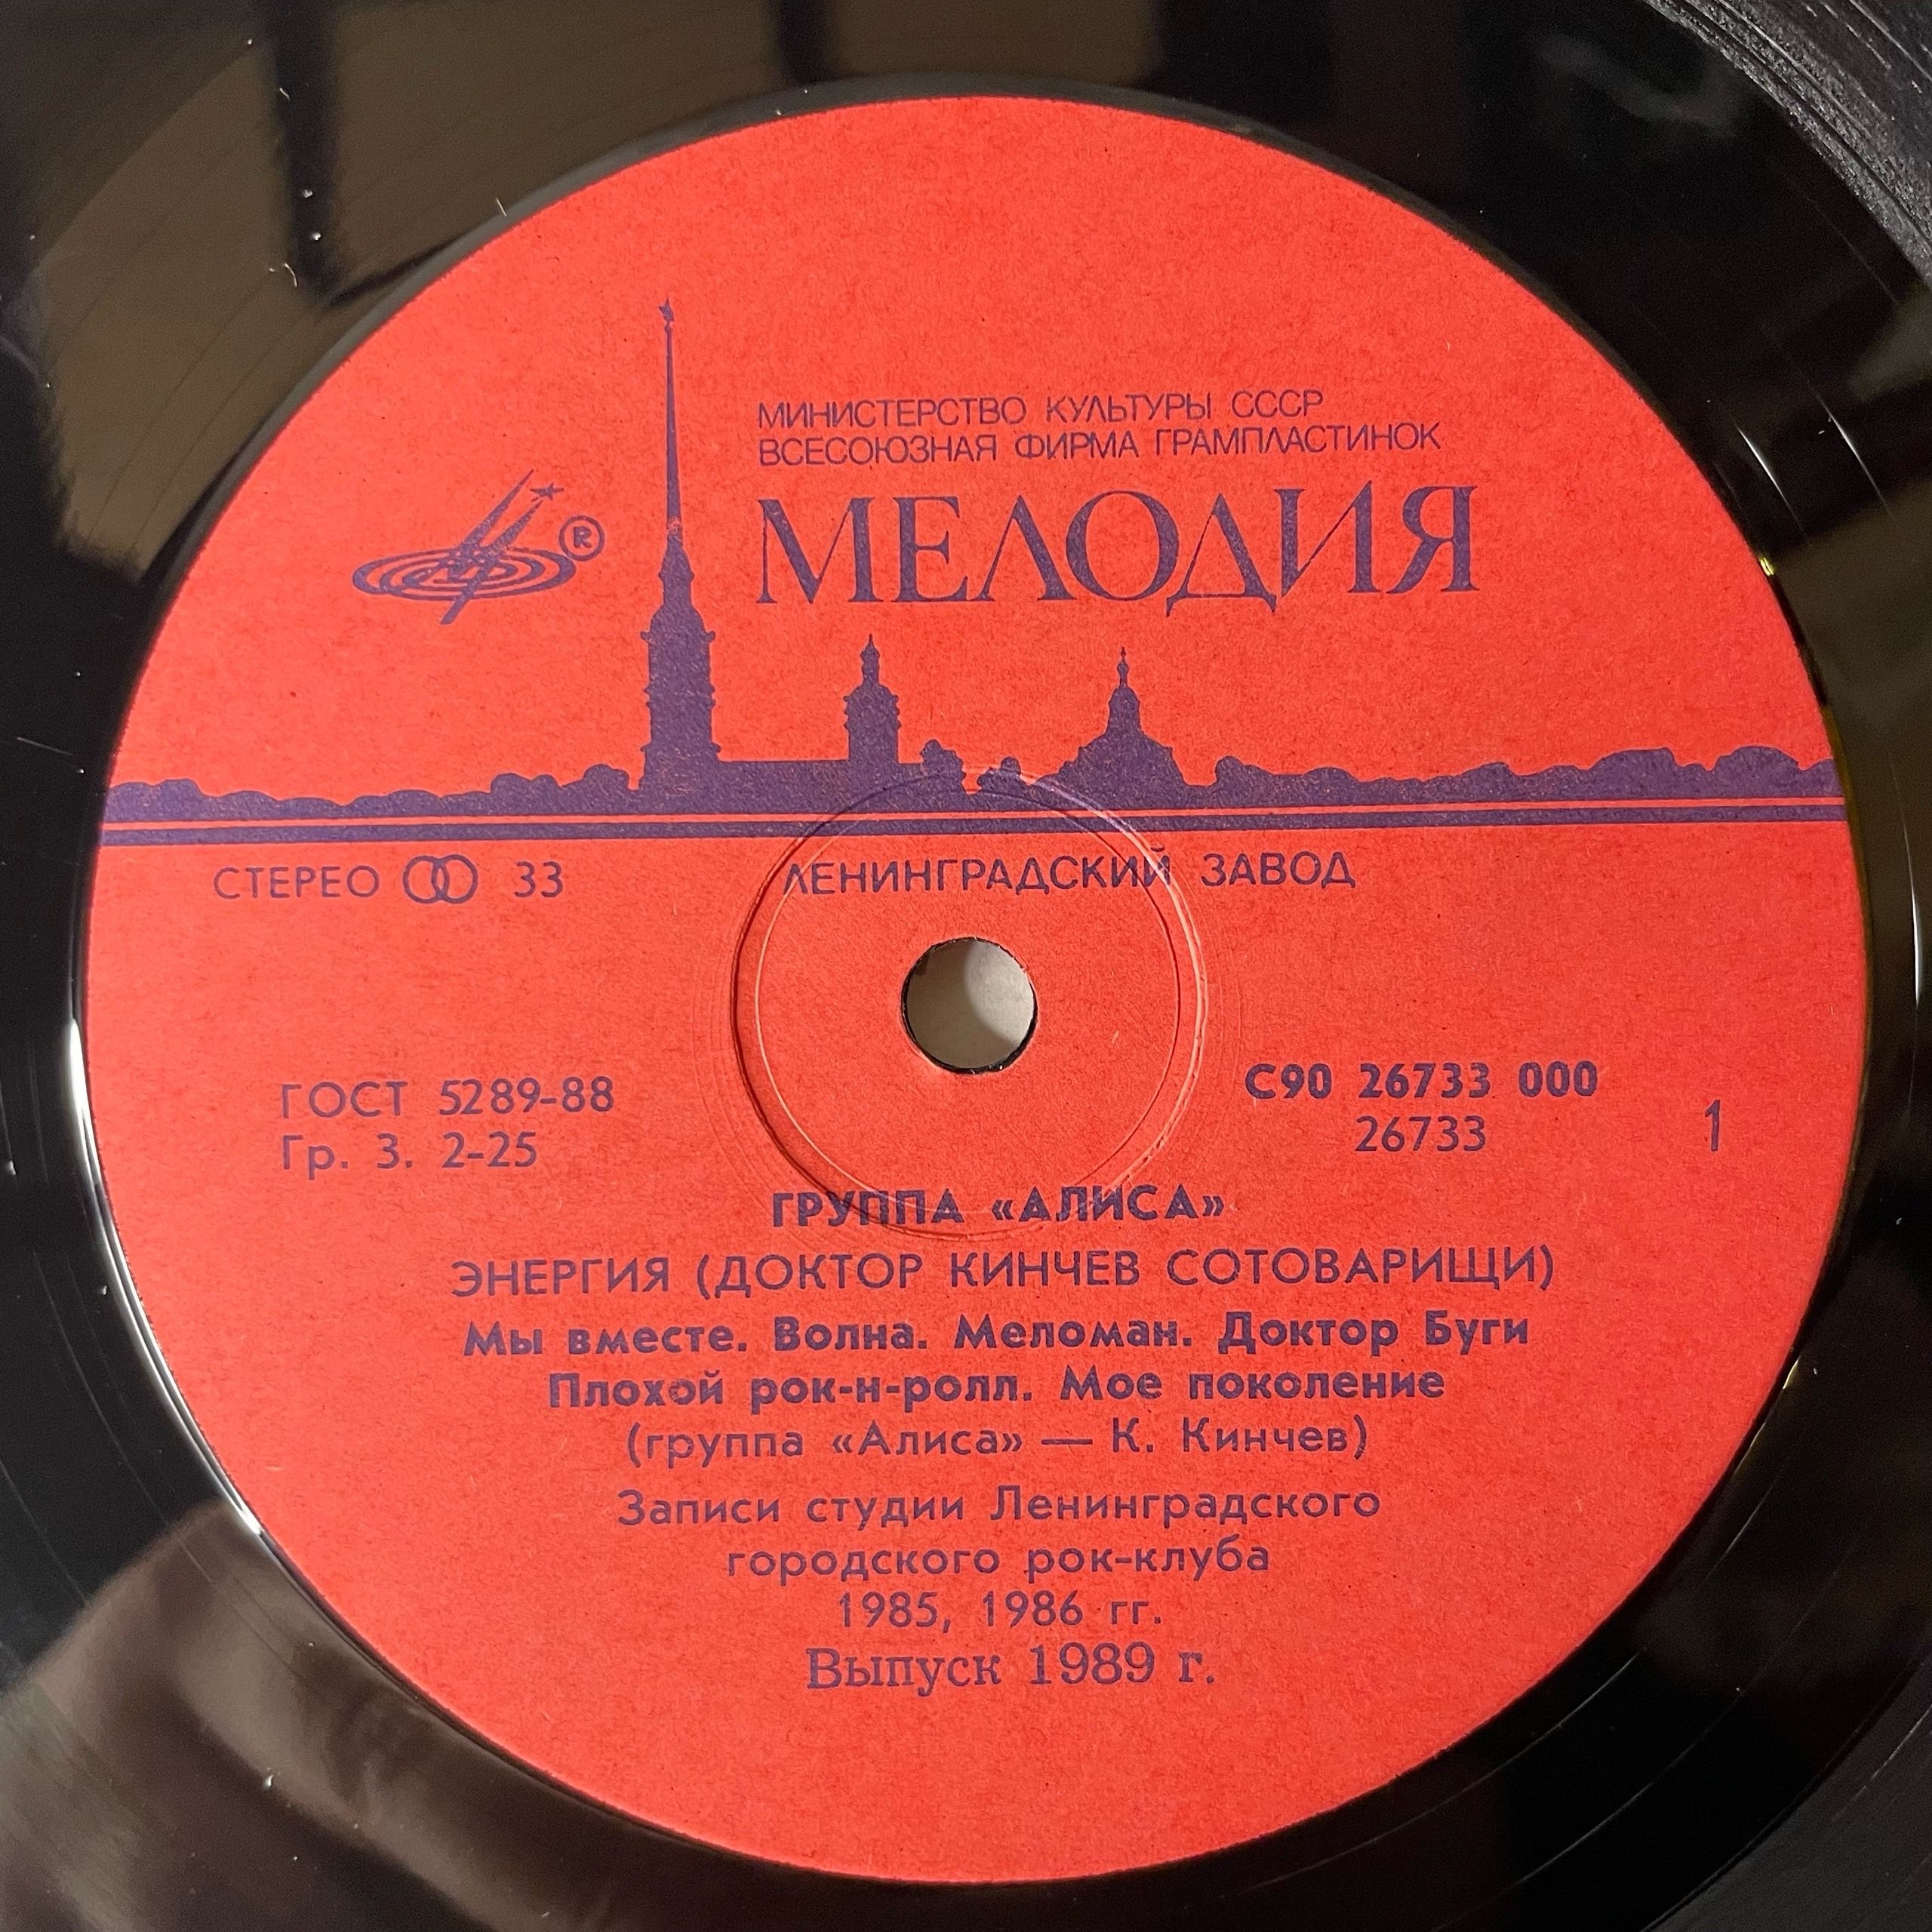 МИНИСТЕРСТВО КУЛЬТУРЫ СССР
ВСЕСОЮЗНАЯ ФИРМА ГРАМПЛАСТИНОК
®
МЕЛОДИЯ
СТЕРЕО 33
ЛЕНИНГРАДСКИЙ ЗАВОД
ГОСТ 5289-88
Гр. 3. 2-25
С90 26733 000
26733
1
ГРУППА «АЛИСА»
ЭНЕРГИЯ (ДОКТОР КИНЧЕВ СОТОВАРИЩИ)
Мы вместе. Волна. Меломан. Доктор Буги
Плохой рок-н-ролл. Мое поколение
(группа «Алиса» — К. Кинчев)
Записи студии Ленинградского
городского рок-клуба
1985, 1986 гг.
Выпуск 1989 г.